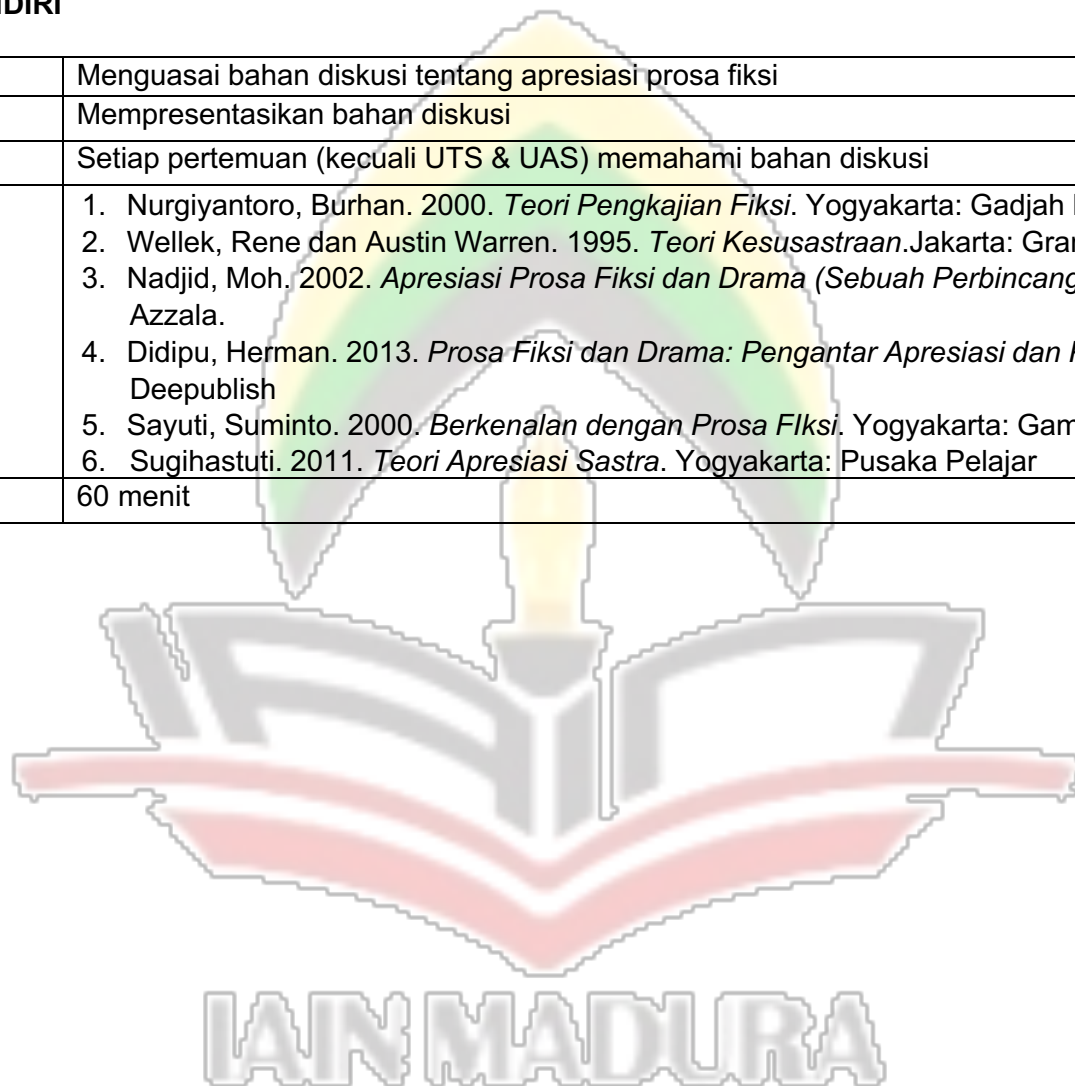 Menguasai bahan diskusi tentang apresiasi prosa fiksi
Mempresentasikan bahan diskusi
Setiap pertemuan (kecuali UTS & UAS) memahami bahan diskusi
1. Nurgiyantoro, Burhan. 2000. Teori Pengkajian Fiksi. Yogyakarta: Gadjah
2. Wellek, Rene dan Austin Warren. 1995. Teori Kesusastraan.Jakarta:
3. Nadjid, Moh. 2002. Apresiasi Prosa Fiksi dan Drama (Sebuah
Azzala.
4. Didipu, Herman. 2013. Prosa Fiksi dan Drama: Pengantar Apresiasi dan
Deepublish
5. Sayuti, Suminto. 2000. Berkenalan dengan Prosa FIksi. Yogyakarta:
6. Sugihastuti. 2011. Teori Apresiasi Sastra. Yogyakarta: Pusaka Pelajar
60 menit
IAIN MADURA